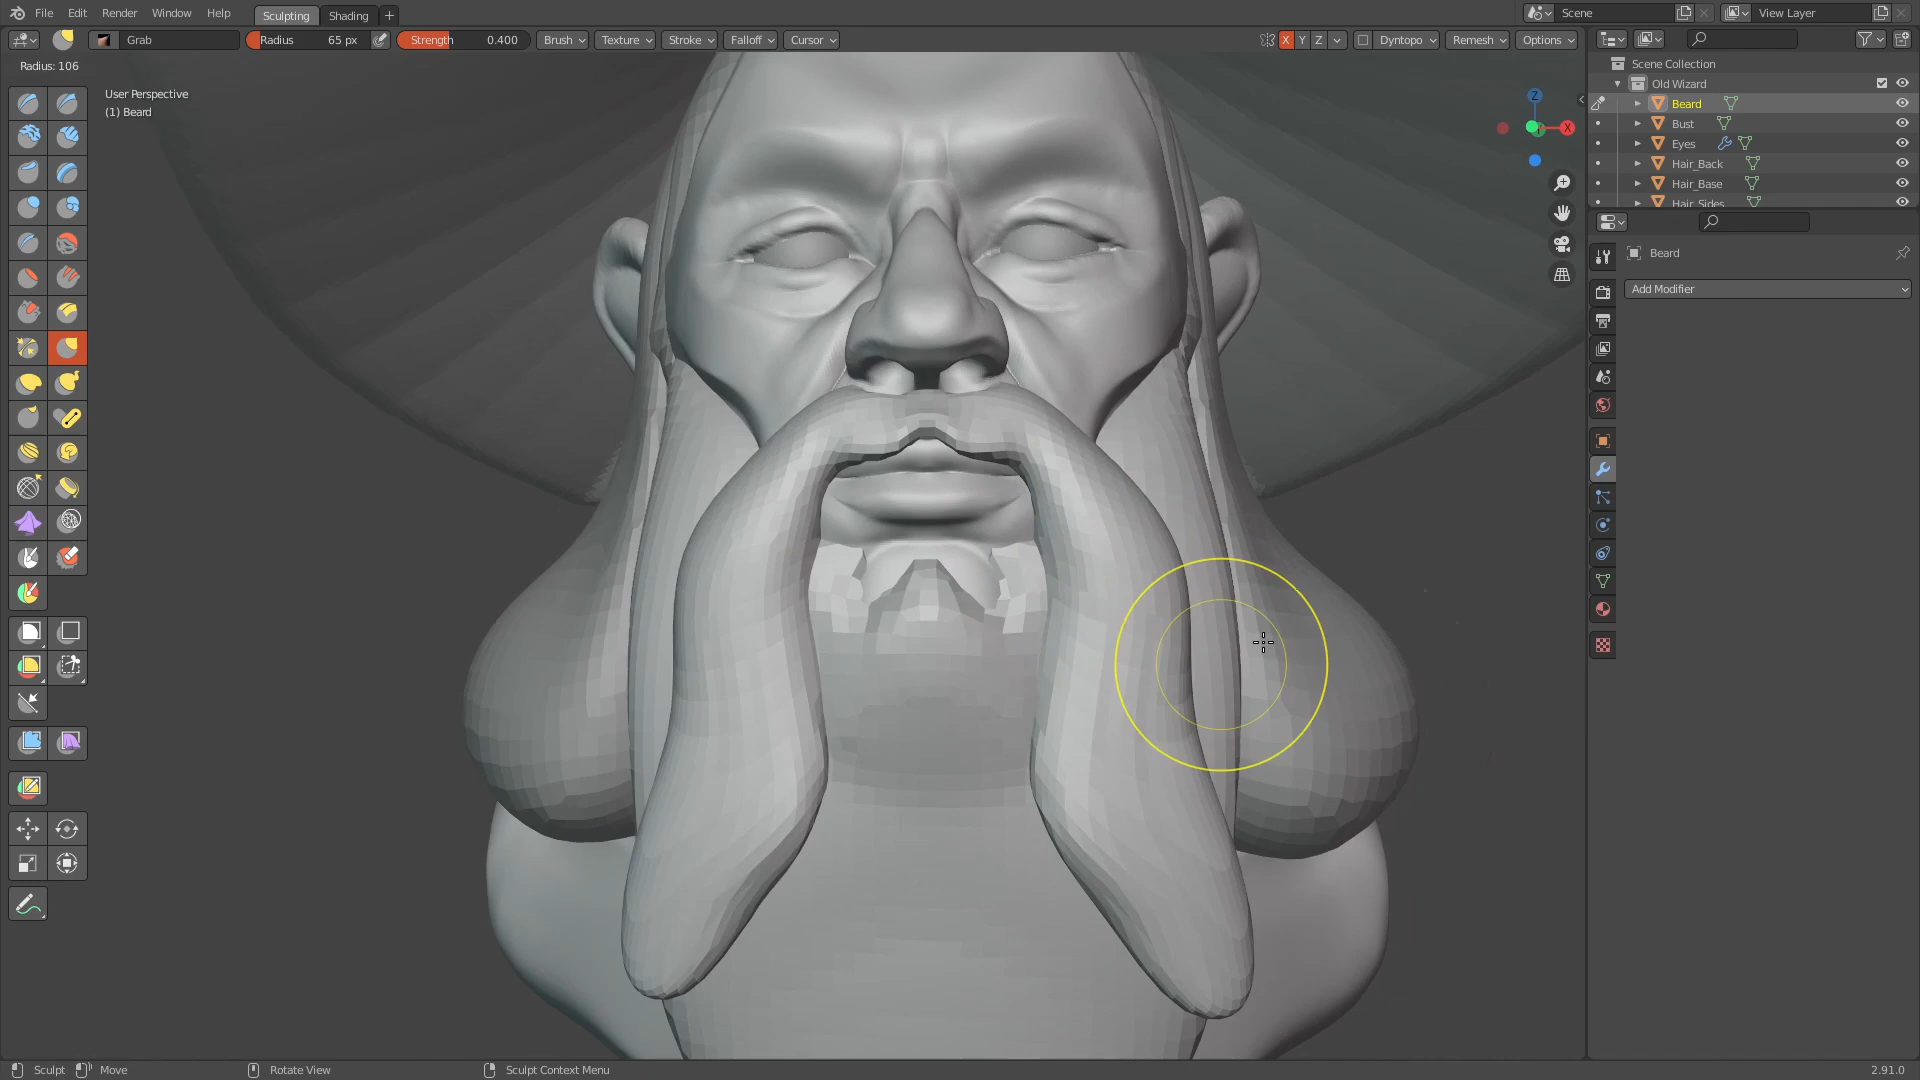 File Edit Render Window Help Sculpting Shading + Scene View Layer
Grab Radius 65 px Strength 0.400 Brush Texture Stroke Falloff Cursor X Y Z Dyntopo Remesh Options
Radius: 106
Scene Collection
Old Wizard
User Perspective
(1) Beard
Z
X
Beard
Bust
Eyes
Hair_Back
Hair_Base
Hair_Sides
Beard
Add Modifier
Sculpt Move Rotate View Sculpt Context Menu 2.91.0